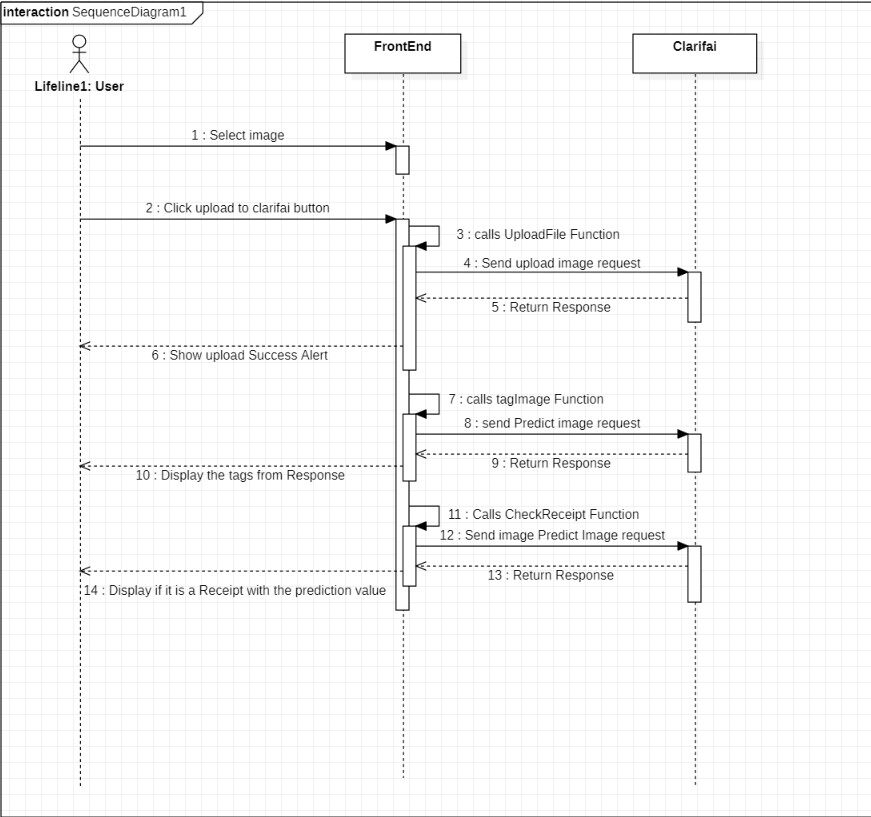 interaction SequenceDiagram1
Lifeline1: User
FrontEnd
Clarifai
1 : Select image
2 : Click upload to clarifai button
3 : calls UploadFile Function
4 : Send upload image request
5 : Return Response
6 : Show upload Success Alert
7 : calls tagImage Function
8 : send Predict image request
9 : Return Response
10 : Display the tags from Response
11 : Calls CheckReceipt Function
12 : Send image Predict Image request
13 : Return Response
14 : Display if it is a Receipt with the prediction value